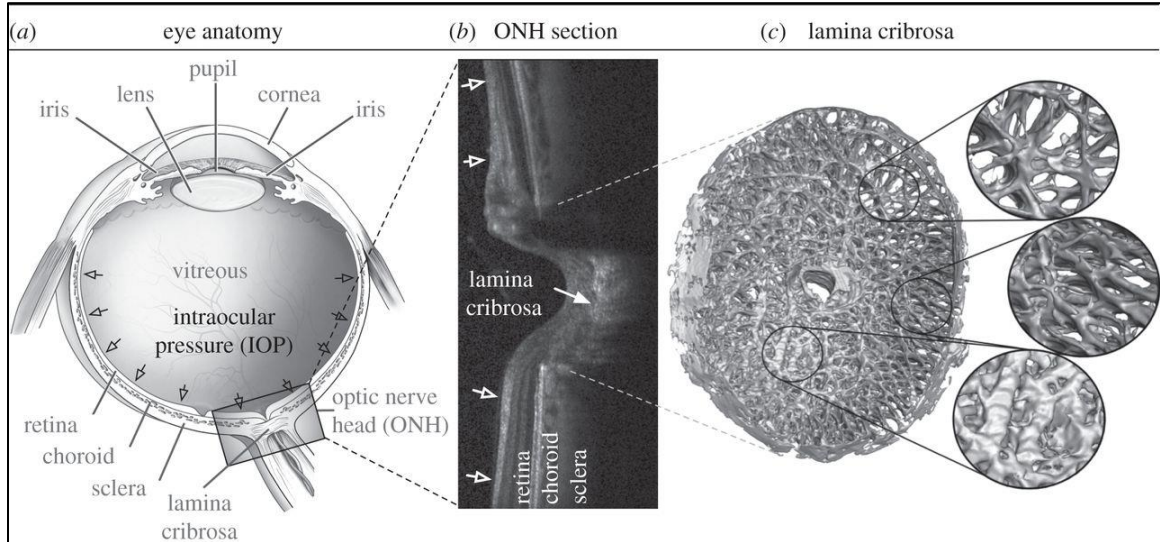 (a) eye anatomy
pupil
lens
cornea
iris
iris
vitreous
intraocular
pressure (IOP)
optic nerve
head (ONH)
retina
choroid
sclera
lamina
cribrosa
(b) ONH section
lamina
cribrosa
retina
choroid
sclera
(c) lamina cribrosa